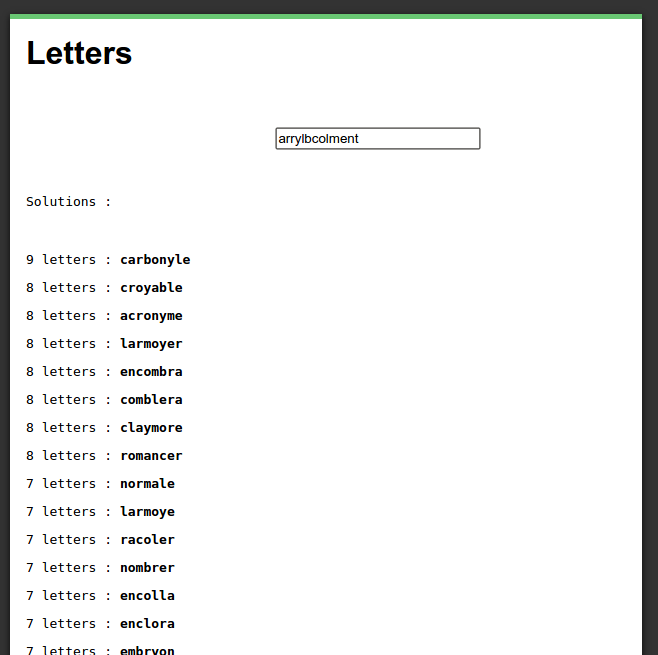 Letters
arrylbcolment
Solutions :
9 letters : carbonyle
8 letters : croyable
8 letters : acronyme
8 letters : larmoyer
8 letters : encombra
8 letters : comblera
8 letters : claymore
8 letters : romancer
7 letters : normale
7 letters : larmoye
7 letters : racoler
7 letters : nombrer
7 letters : encolla
7 letters : enclora
7 letters : embryon